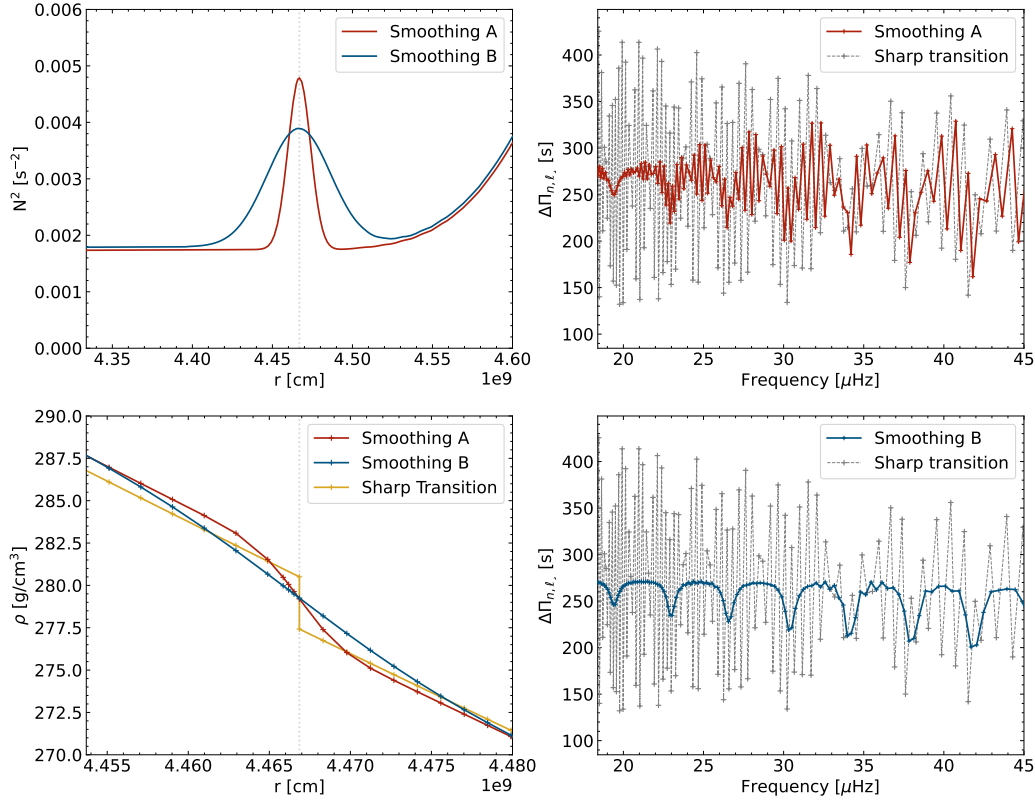 0.006
0.005
0.004
0.003
0.002
0.001
0.000
N² [s⁻²]
Smoothing A
Smoothing B
4.35 4.40 4.45 4.50 4.55 4.60
r [cm]
1e9
400
350
300
250
200
150
100
ΔΠₙ,ℓ, [s]
Smoothing A
Sharp transition
20 25 30 35 40 45
Frequency [μHz]
290.0
287.5
285.0
282.5
280.0
277.5
275.0
272.5
270.0
ρ [g/cm³]
Smoothing A
Smoothing B
Sharp Transition
4.455 4.460 4.465 4.470 4.475 4.480
r [cm]
1e9
400
350
300
250
200
150
100
ΔΠₙ,ℓ, [s]
Smoothing B
Sharp transition
20 25 30 35 40 45
Frequency [μHz]